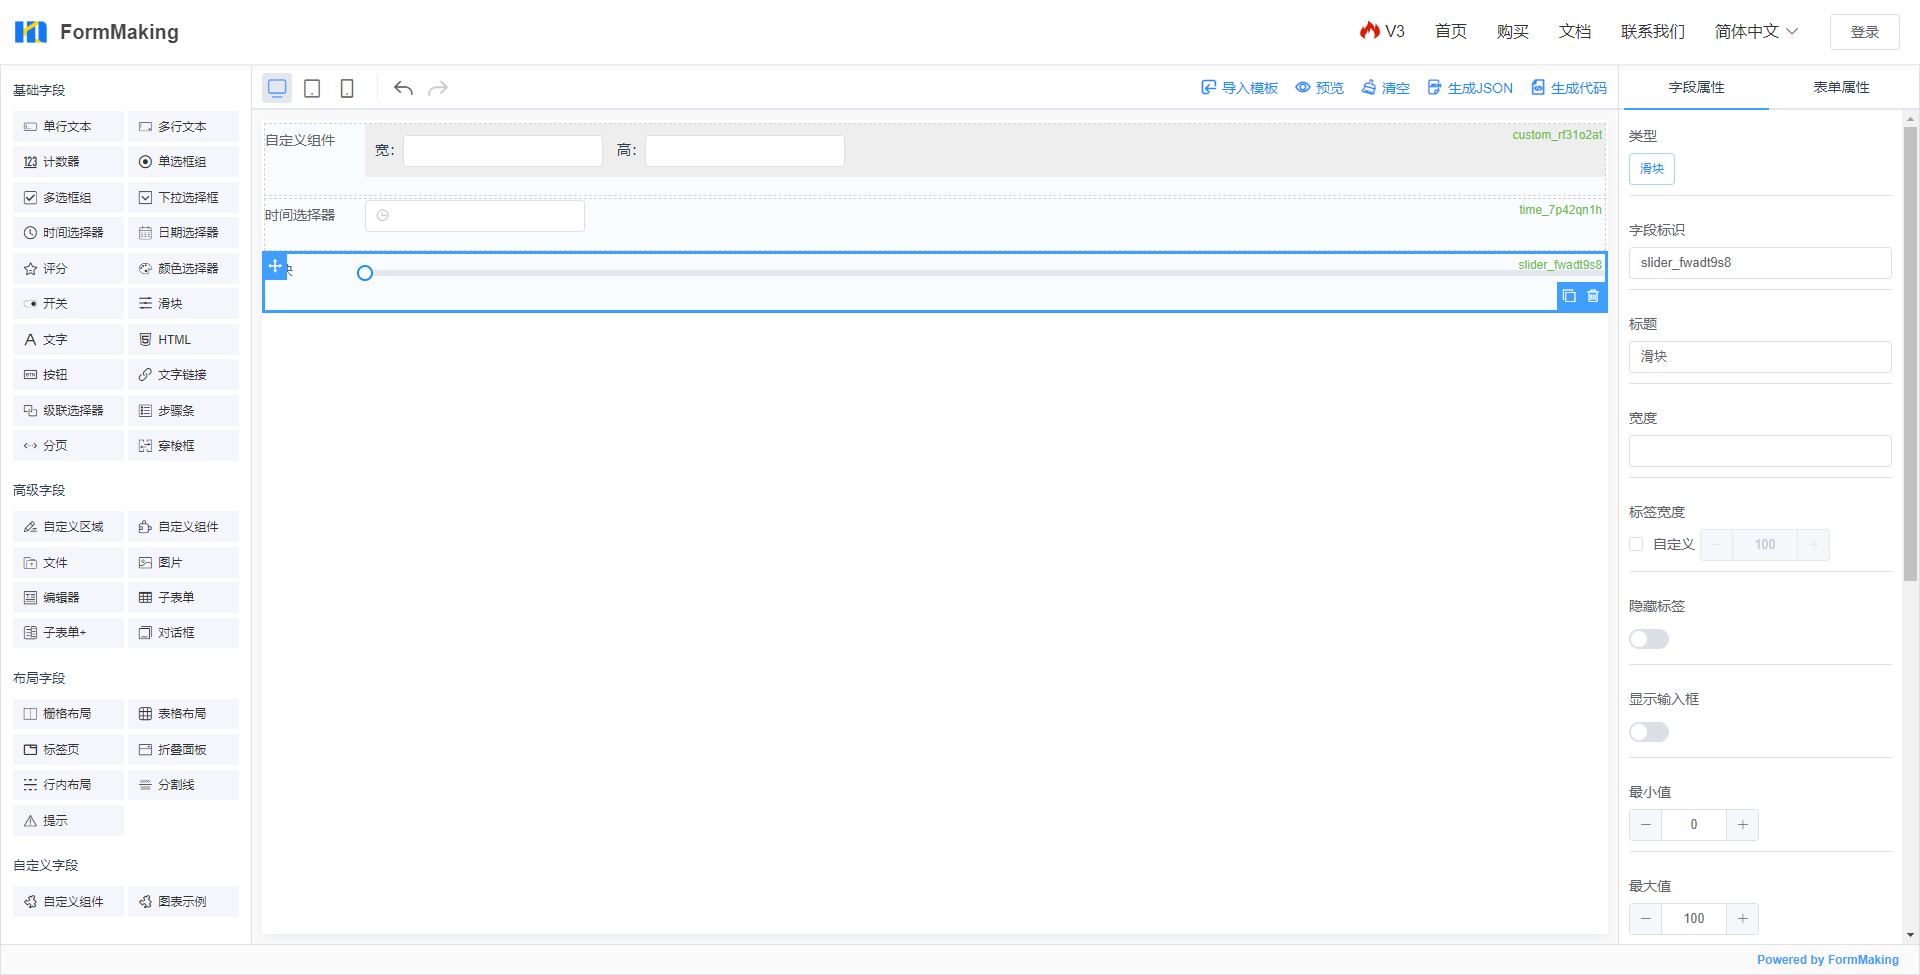 FormMaking
V3 首页 购买 文档 联系我们 简体中文 登录
基础字段
单行文本 多行文本
计数器 单选框组
多选框组 下拉选择框
时间选择器 日期选择器
评分 颜色选择器
开关 滑块
文字 HTML
按钮 文字链接
级联选择器 步骤条
分页 穿梭框
高级字段
自定义区域 自定义组件
文件 图片
编辑器 子表单
子表单+ 对话框
布局字段
栅格布局 表格布局
标签页 折叠面板
行内布局 分割线
提示
自定义字段
自定义组件 图表示例
导入模板 预览 清空 生成JSON 生成代码
自定义组件 宽: 高: custom_rf31o2at
时间选择器 time_7p42qn1h
块 slider_fwadt9s8
字段属性 表单属性
类型
滑块
字段标识
slider_fwadt9s8
标题
滑块
宽度
标签宽度
自定义 100
隐藏标签
显示输入框
最小值
0
最大值
100
Powered by FormMaking